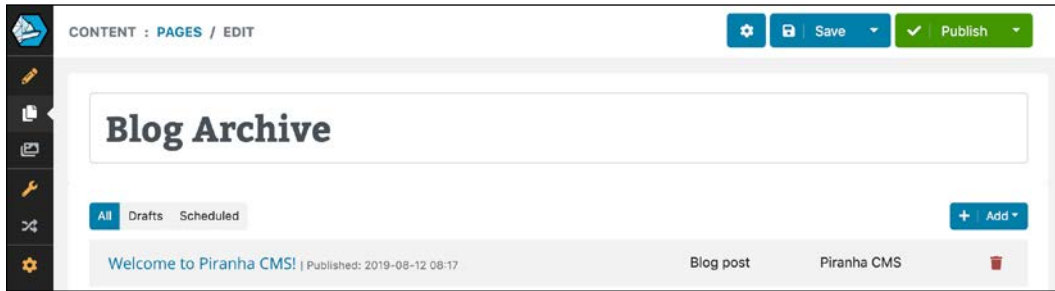 CONTENT : PAGES / EDIT
Save
Publish
Blog Archive
All Drafts Scheduled
Add
Welcome to Piranha CMS! | Published: 2019-08-12 08:17 Blog post Piranha CMS